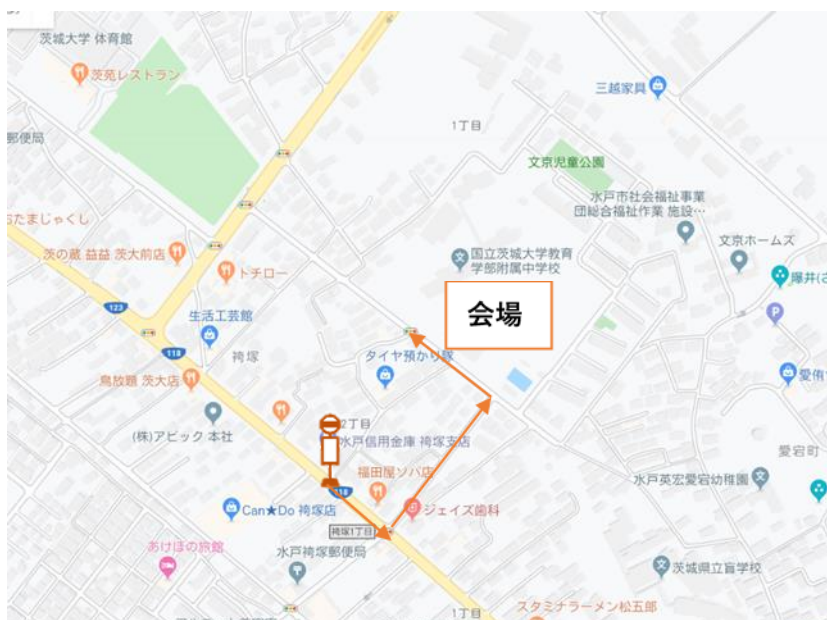 茨城大学 体育館
茨苑レストラン
三越家具
1丁目
郵便局
文京児童公園
水戸市社会福祉事業
団総合福祉作業 施設…
おたまじゃくし
文京ホームズ
茨の蔵 益益 茨大前店
国立茨城大学教育
学部附属中学校
トチロー
曝井(さ
123
会場
生活工芸館
118
袴塚
タイヤ預かり隊
鳥放題 茨大店
愛宕町
(株)アビック 本社
2丁目
水戸信用金庫 袴塚支店
福田屋ソバ店
水戸英宏愛宕幼稚園
118
Can★Do 袴塚店
ジェイズ歯科
袴塚1丁目
あけぼの旅館
水戸袴塚郵便局
茨城県立盲学校
スタミナラーメン松五郎
1丁目